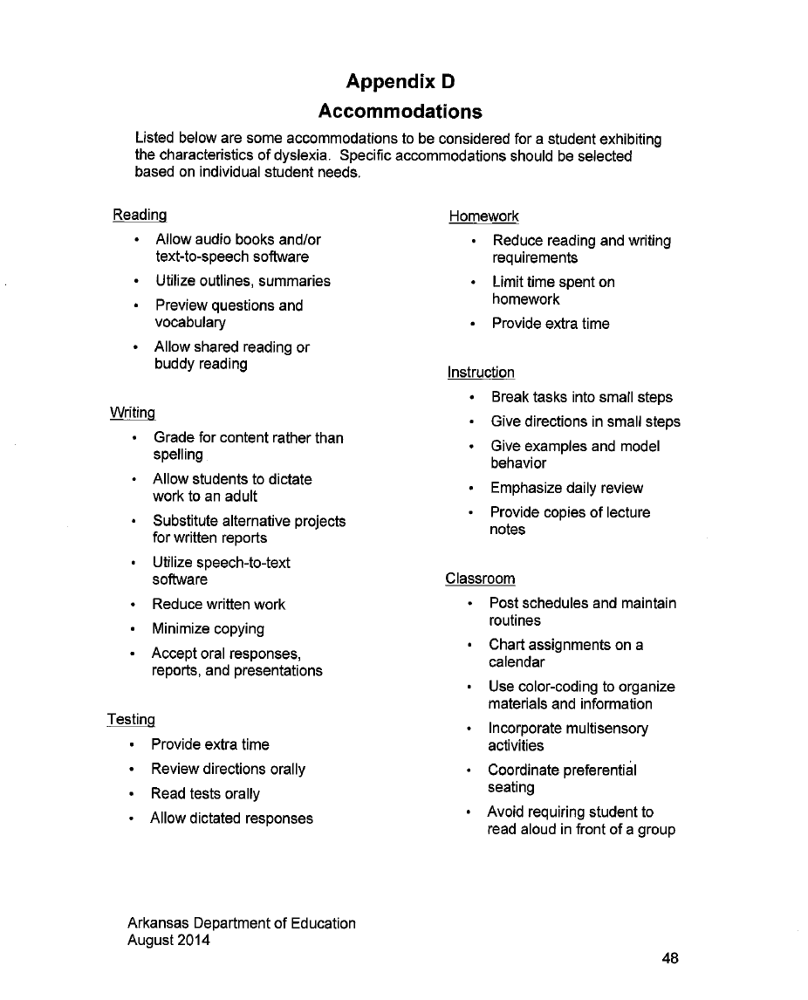 Appendix D
Accommodations
Listed below are some accommodations to be considered for a student exhibiting
the characteristics of dyslexia. Specific accommodations should be selected
based on individual student needs.
Reading
• Allow audio books and/or
text-to-speech software
• Utilize outlines, summaries
• Preview questions and
vocabulary
• Allow shared reading or
buddy reading
Writing
• Grade for content rather than
spelling
• Allow students to dictate
work to an adult
• Substitute alternative projects
for written reports
• Utilize speech-to-text
software
• Reduce written work
• Minimize copying
• Accept oral responses,
reports, and presentations
Testing
• Provide extra time
• Review directions orally
• Read tests orally
• Allow dictated responses
Homework
• Reduce reading and writing
requirements
• Limit time spent on
homework
• Provide extra time
Instruction
• Break tasks into small steps
• Give directions in small steps
• Give examples and model
behavior
• Emphasize daily review
• Provide copies of lecture
notes
Classroom
• Post schedules and maintain
routines
• Chart assignments on a
calendar
• Use color-coding to organize
materials and information
• Incorporate multisensory
activities
• Coordinate preferential
seating
• Avoid requiring student to
read aloud in front of a group
Arkansas Department of Education
August 2014
48